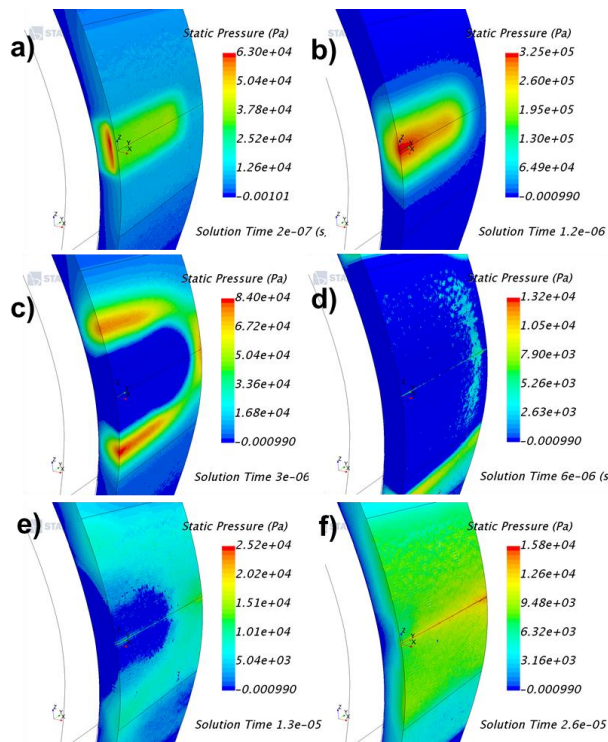 a)
STA
Static Pressure (Pa)
6.30e+04
5.04e+04
3.78e+04
2.52e+04
1.26e+04
-0.00101
Solution Time 2e-07 (s,
b)
Static Pressure (Pa)
3.25e+05
2.60e+05
1.95e+05
1.30e+05
6.49e+04
-0.000990
Solution Time 1.2e-06
c)
STA
Static Pressure (Pa)
8.40e+04
6.72e+04
5.04e+04
3.36e+04
1.68e+04
-0.000990
Solution Time 3e-06
d)
Static Pressure (Pa)
1.32e+04
1.05e+04
7.90e+03
5.26e+03
2.63e+03
-0.000990
Solution Time 6e-06 (s
e)
STA
Static Pressure (Pa)
2.52e+04
2.02e+04
1.51e+04
1.01e+04
5.04e+03
-0.000990
Solution Time 1.3e-05
f)
Static Pressure (Pa)
1.58e+04
1.26e+04
9.48e+03
6.32e+03
3.16e+03
-0.000990
Solution Time 2.6e-05